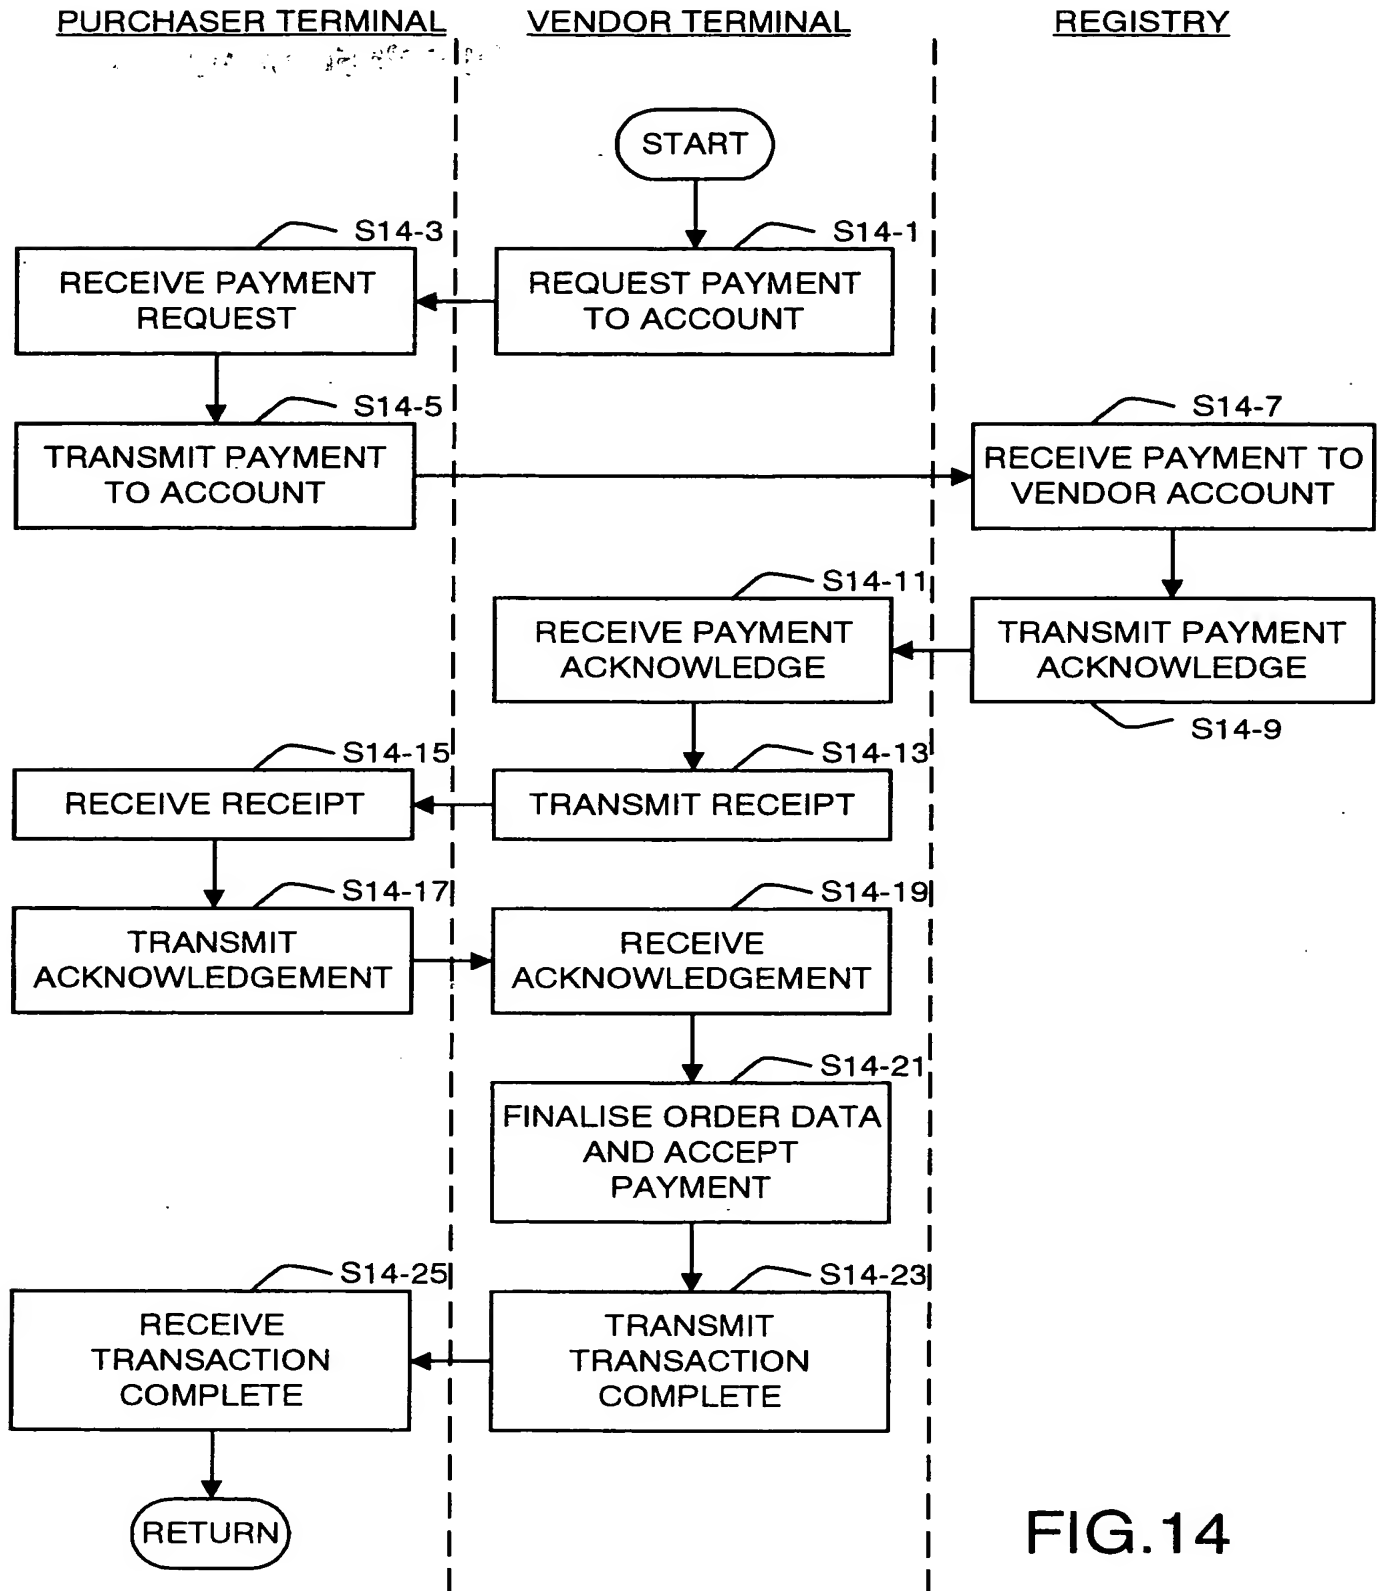 PURCHASER TERMINAL
VENDOR TERMINAL
REGISTRY
START
S14-3
S14-1
RECEIVE PAYMENT
REQUEST
REQUEST PAYMENT
TO ACCOUNT
S14-5
S14-7
TRANSMIT PAYMENT
TO ACCOUNT
RECEIVE PAYMENT TO
VENDOR ACCOUNT
S14-11
RECEIVE PAYMENT
ACKNOWLEDGE
TRANSMIT PAYMENT
ACKNOWLEDGE
S14-9
S14-15
S14-13
RECEIVE RECEIPT
TRANSMIT RECEIPT
S14-17
S14-19
TRANSMIT
ACKNOWLEDGEMENT
RECEIVE
ACKNOWLEDGEMENT
S14-21
FINALISE ORDER DATA
AND ACCEPT
PAYMENT
S14-25
S14-23
RECEIVE
TRANSACTION
COMPLETE
TRANSMIT
TRANSACTION
COMPLETE
RETURN
FIG.14